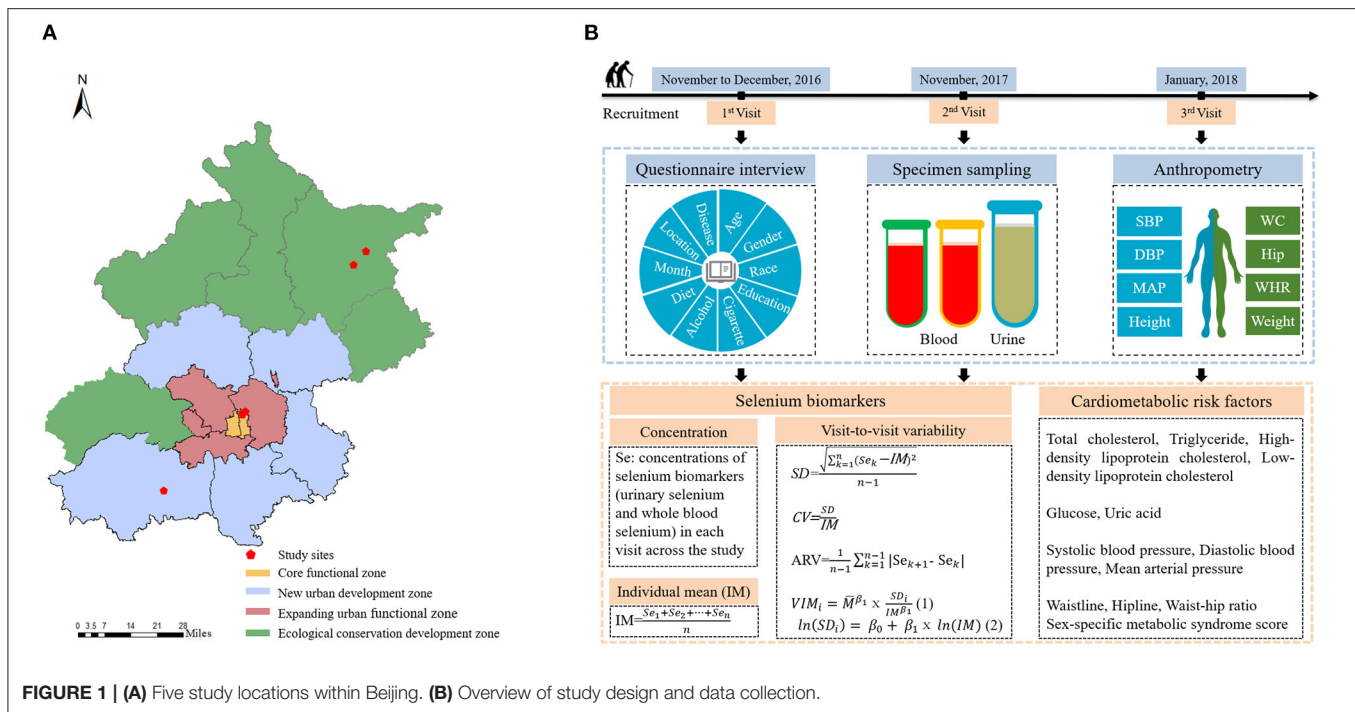 A
N
Study sites
Core functional zone
New urban development zone
Expanding urban functional zone
Ecological conservation development zone
0 3.5 7 14 21 28
Miles
B
November to December, 2016
November, 2017
January, 2018
Recruitment
1st Visit
2nd Visit
3rd Visit
Questionnaire interview
Disease
Age
Gender
Race
Education
Cigarette
Alcohol
Diet
Month
Location
Specimen sampling
Blood Urine
Anthropometry
SBP
DBP
MAP
Height
WC
Hip
WHR
Weight
Selenium biomarkers
Concentration
Se: concentrations of
selenium biomarkers
(urinary selenium
and whole blood
selenium) in each
visit across the study
Individual mean (IM)
IM=(Se₁+Se₂+⋯+Seₙ)/n
Visit-to-visit variability
SD=√(∑ⁿₖ₌₁(Seₖ−IM)²)/(n−1)
CV=SD/IM
ARV=1/(n−1) ∑ⁿ⁻¹ₖ₌₁ |Seₖ₊₁- Seₖ|
VIMᵢ = M̅^β₁ x SDᵢ/IM^β₁ (1)
ln(SDᵢ) = β₀ + β₁ x ln(IM) (2)
Cardiometabolic risk factors
Total cholesterol, Triglyceride, High-
density lipoprotein cholesterol, Low-
density lipoprotein cholesterol
Glucose, Uric acid
Systolic blood pressure, Diastolic blood
pressure, Mean arterial pressure
Waistline, Hipline, Waist-hip ratio
Sex-specific metabolic syndrome score
FIGURE 1 | (A) Five study locations within Beijing. (B) Overview of study design and data collection.